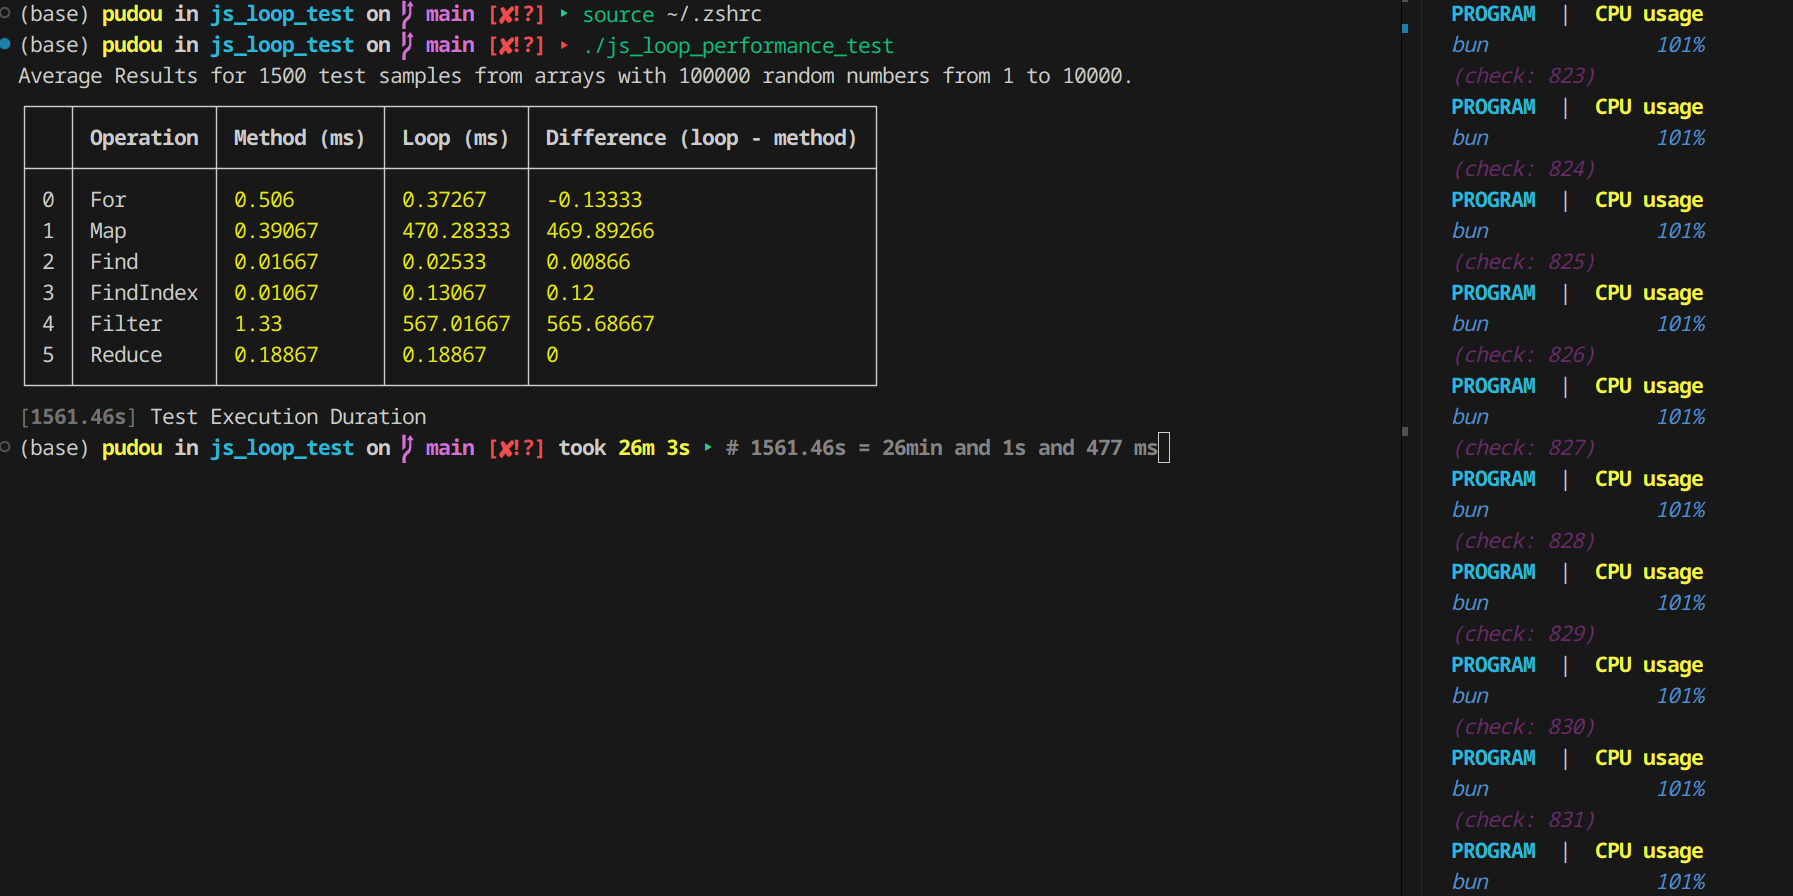 (base) pudou in js_loop_test on main [✘!?] ‣ source ~/.zshrc
(base) pudou in js_loop_test on main [✘!?] ‣ ./js_loop_performance_test
Average Results for 1500 test samples from arrays with 100000 random numbers from 1 to 10000.
Operation Method (ms) Loop (ms) Difference (loop - method)
0 For 0.506 0.37267 -0.13333
1 Map 0.39067 470.28333 469.89266
2 Find 0.01667 0.02533 0.00866
3 FindIndex 0.01067 0.13067 0.12
4 Filter 1.33 567.01667 565.68667
5 Reduce 0.18867 0.18867 0
[1561.46s] Test Execution Duration
(base) pudou in js_loop_test on main [✘!?] took 26m 3s ‣ # 1561.46s = 26min and 1s and 477 ms
PROGRAM | CPU usage
bun 101%
(check: 823)
PROGRAM | CPU usage
bun 101%
(check: 824)
PROGRAM | CPU usage
bun 101%
(check: 825)
PROGRAM | CPU usage
bun 101%
(check: 826)
PROGRAM | CPU usage
bun 101%
(check: 827)
PROGRAM | CPU usage
bun 101%
(check: 828)
PROGRAM | CPU usage
bun 101%
(check: 829)
PROGRAM | CPU usage
bun 101%
(check: 830)
PROGRAM | CPU usage
bun 101%
(check: 831)
PROGRAM | CPU usage
bun 101%